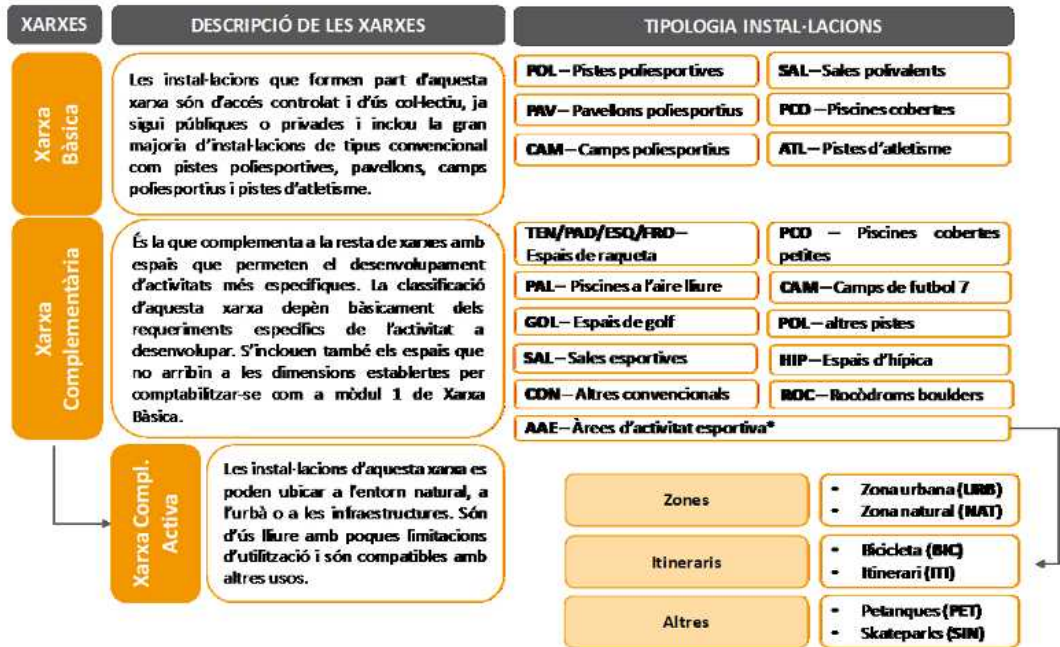 XARXES
DESCRIPCIÓ DE LES XARXES
TIPOLOGIA INSTAL·LACIONS
Xarxa
Bàsica
Les instal·lacions que formen part d'aquesta
xarxa són d'accés controlat i d'ús col·lectiu, ja
sigui públiques o privades i inclou la gran
majoria d'instal·lacions de tipus convencional
com pistes poliesportives, pavellons, camps
poliesportius i pistes d'atletisme.
POL – Pistes poliesportives
SAL – Sales polivalents
PAV – Pavellons poliesportius
PCO – Piscines cobertes
CAM – Camps poliesportius
ATL – Pistes d'atletisme
Xarxa
Complementària
És la que complementa a la resta de xarxes amb
espais que permeten el desenvolupament
d'activitats més específiques. La classificació
d'aquesta xarxa depèn bàsicament dels
requeriments específics de l'activitat a
desenvolupar. S'inclouen també els espais que
no arribin a les dimensions establertes per
comptabilitzar-se com a mòdul 1 de Xarxa
Bàsica.
TEN/PAD/ESQ/FRO –
Espais de raqueta
PCO – Piscines cobertes
petites
PAL – Piscines a l'aire lliure
CAM – Camps de futbol 7
GOL – Espais de golf
POL – altres pistes
SAL – Sales esportives
HIP – Espais d'hípica
CON – Altres convencionals
ROC – Rocòdroms boulders
AAE – Àrees d'activitat esportiva*
Xarxa Compl.
Activa
Les instal·lacions d'aquesta xarxa es
poden ubicar a l'entorn natural, a
l'urbà o a les infraestructures. Són
d'ús lliure amb poques limitacions
d'utilització i són compatibles amb
altres usos.
Zones
- Zona urbana (URB)
- Zona natural (NAT)
Itineraris
- Bicicleta (BIC)
- Itinerari (ITI)
Altres
- Petanques (PET)
- Skateparks (SIN)